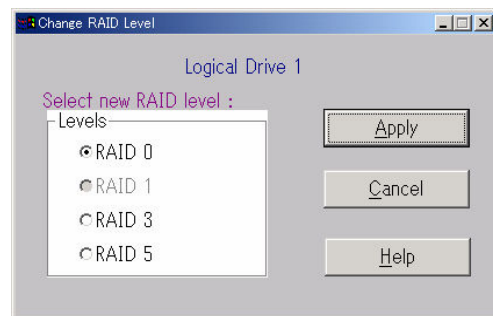 Change RAID Level
Logical Drive 1
Select new RAID level :
Levels
RAID 0
RAID 1
RAID 3
RAID 5
Apply
Cancel
Help